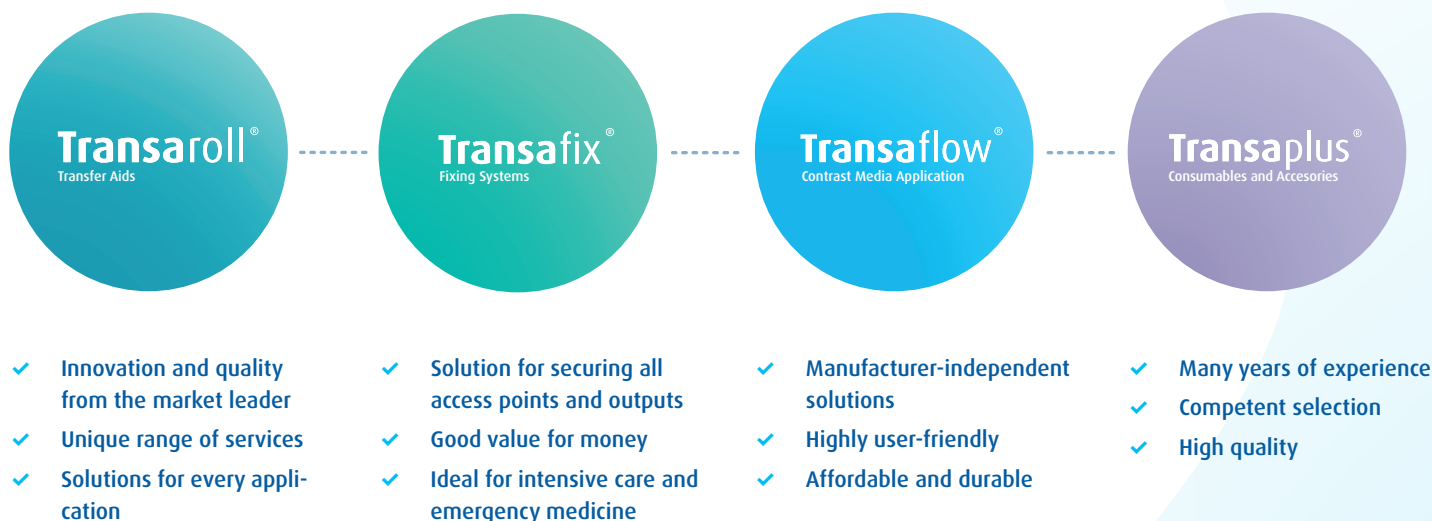 Transaroll®
Transfer Aids
Transafix®
Fixing Systems
Transaflow®
Contrast Media Application
Transaplus®
Consumables and Accesories
Innovation and quality
from the market leader
Unique range of services
Solutions for every appli-
cation
Solution for securing all
access points and outputs
Good value for money
Ideal for intensive care and
emergency medicine
Manufacturer-independent
solutions
Highly user-friendly
Affordable and durable
Many years of experience
Competent selection
High quality